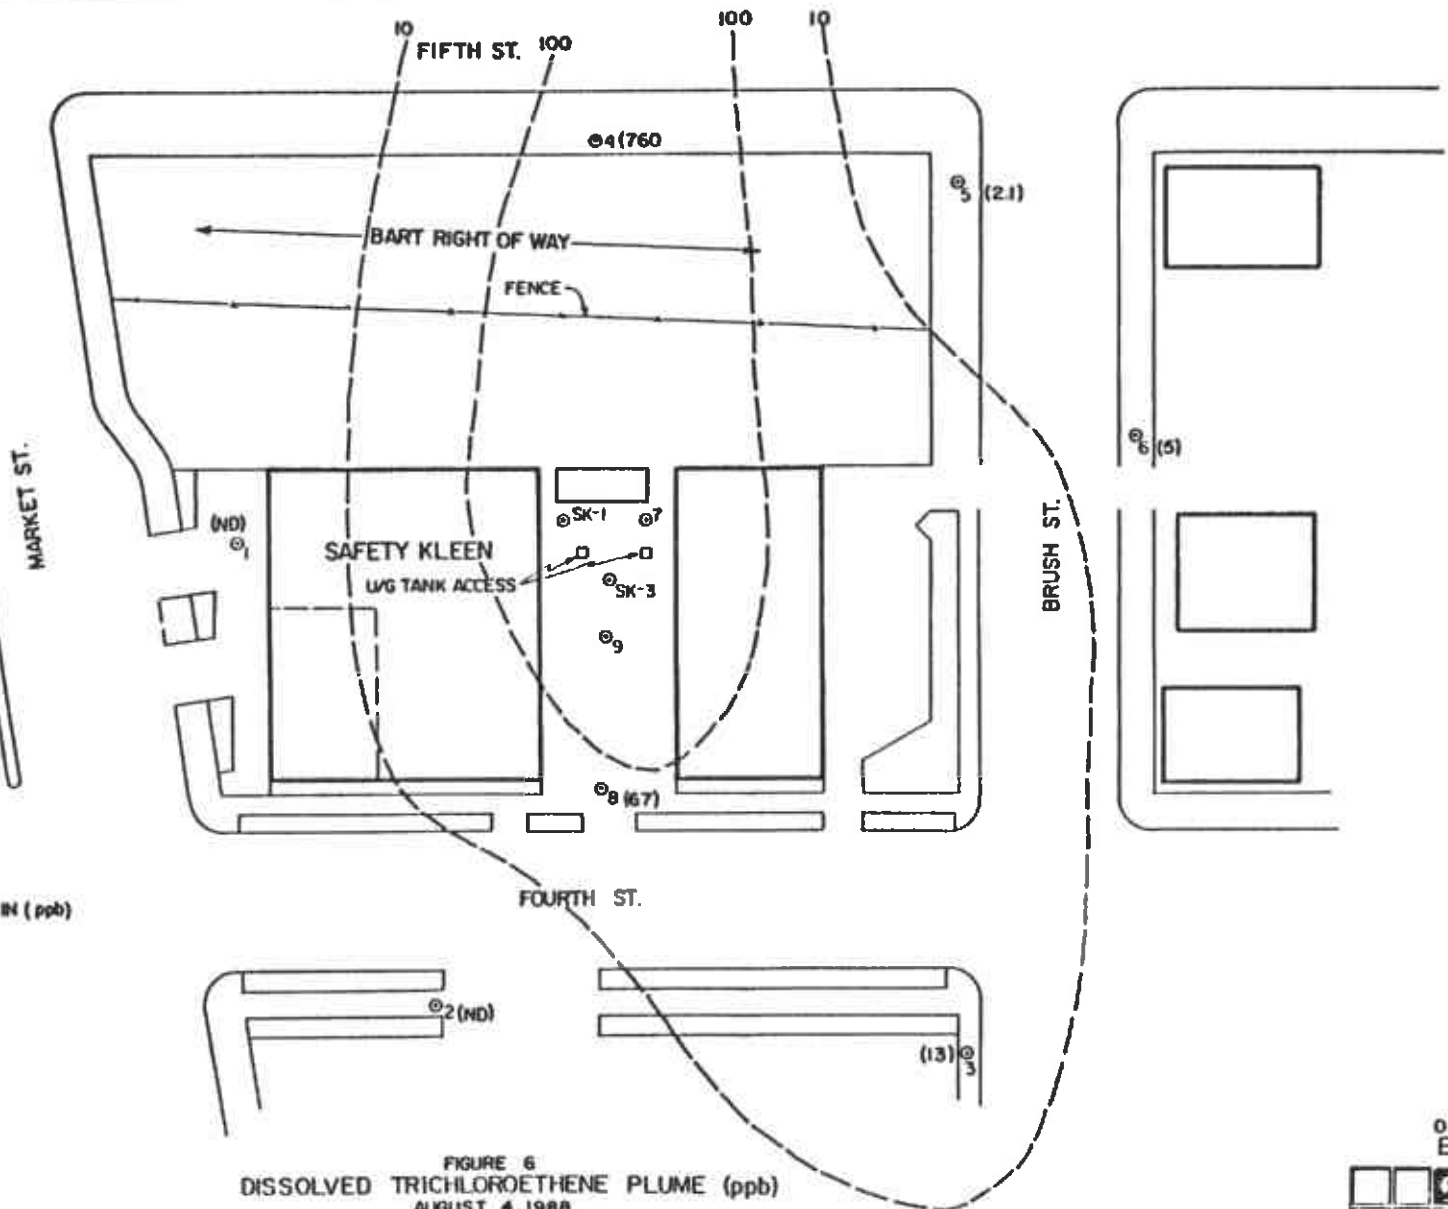 10
FIFTH ST.
100
100
10
4(760
5 (2.1)
BART RIGHT OF WAY
FENCE
6 (5)
MARKET ST.
(ND)
1
SK-1
7
SAFETY KLEEN
U/G TANK ACCESS
SK-3
BRUSH ST.
9
8 (67)
FOURTH ST.
IN (ppb)
2 (ND)
(13)
3
FIGURE 6
DISSOLVED TRICHLOROETHENE PLUME (ppb)
AUGUST 4, 1988